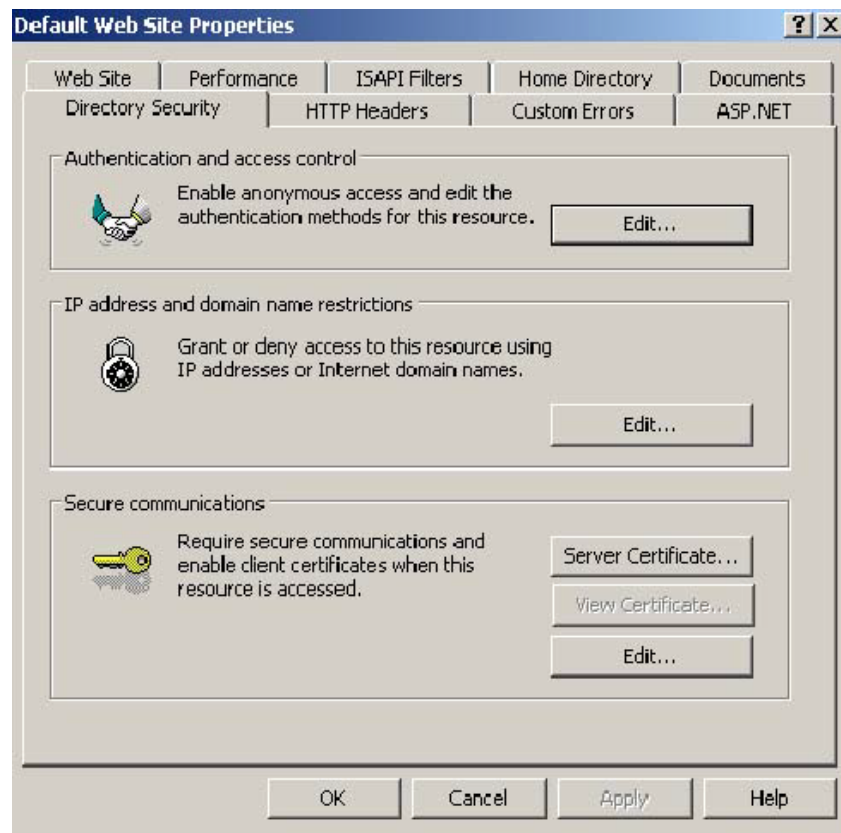 Default Web Site Properties
Web Site
Performance
ISAPI Filters
Home Directory
Documents
Directory Security
HTTP Headers
Custom Errors
ASP.NET
Authentication and access control
Enable anonymous access and edit the
authentication methods for this resource.
Edit...
IP address and domain name restrictions
Grant or deny access to this resource using
IP addresses or Internet domain names.
Edit...
Secure communications
Require secure communications and
enable client certificates when this
resource is accessed.
Server Certificate...
View Certificate...
Edit...
OK
Cancel
Apply
Help